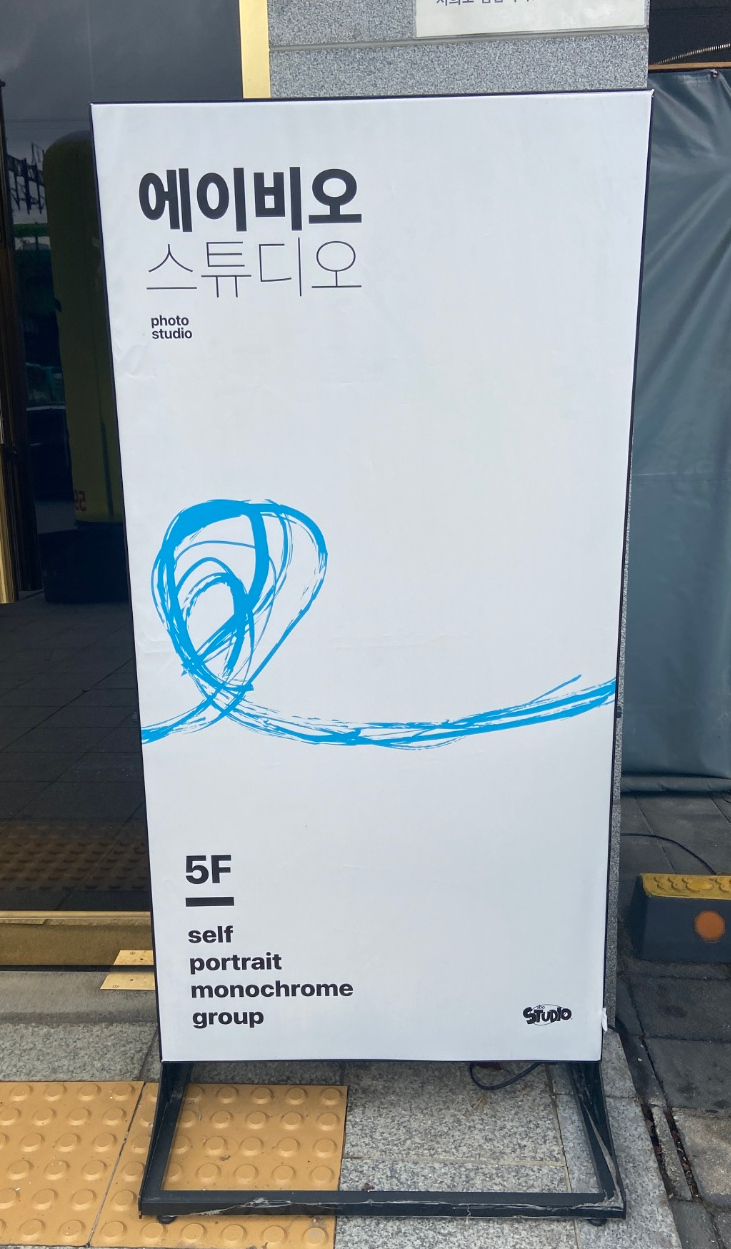 에이비오
스튜디오
photo
studio
5F
self
portrait
monochrome
group
STUDIO